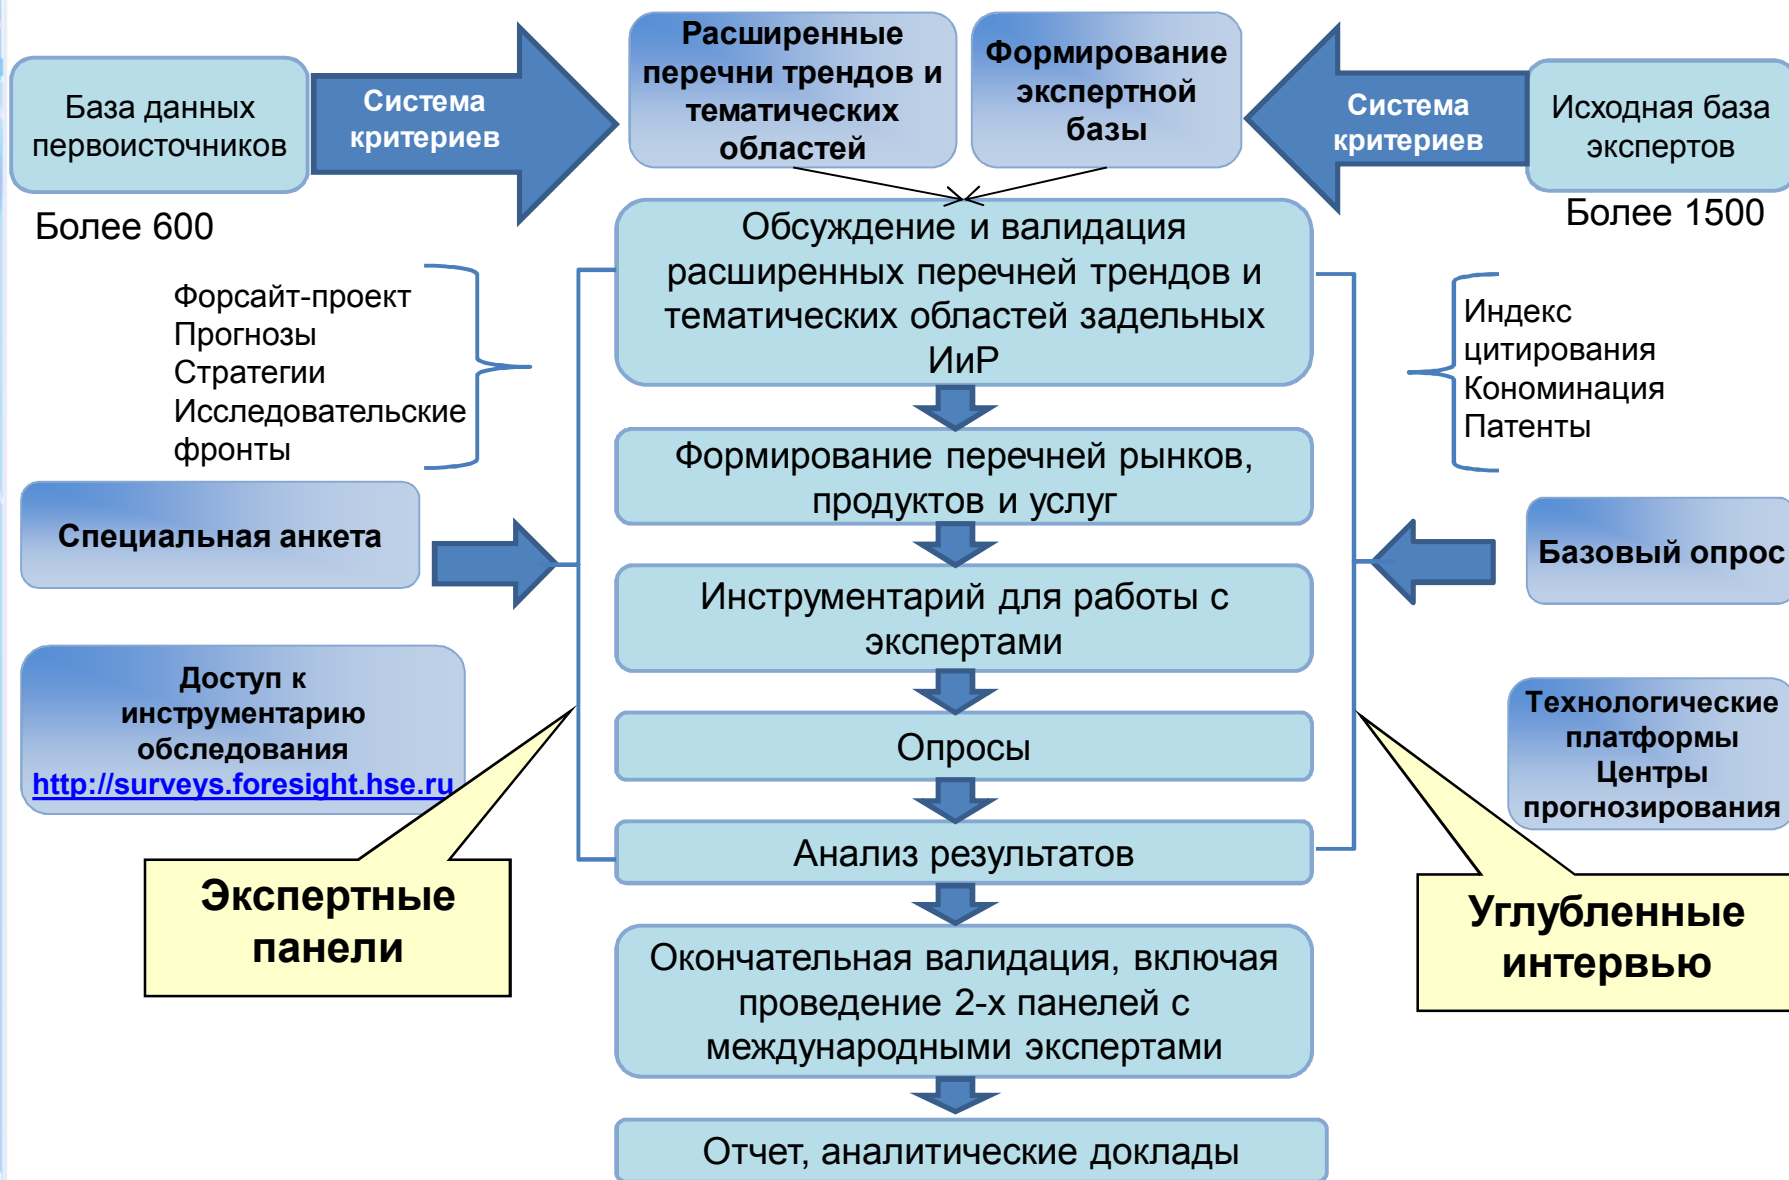 База данных
первоисточников
Система
критериев
Расширенные
перечни трендов и
тематических
областей
Формирование
экспертной
базы
Система
критериев
Исходная база
экспертов
Более 600
Более 1500
Обсуждение и валидация
расширенных перечней трендов и
тематических областей задельных
ИиР
Форсайт-проект
Прогнозы
Стратегии
Исследовательские
фронты
Индекс
цитирования
Кономинация
Патенты
Формирование перечней рынков,
продуктов и услуг
Специальная анкета
Базовый опрос
Инструментарий для работы с
экспертами
Доступ к
инструментарию
обследования
http://surveys.foresight.hse.ru
Технологические
платформы
Центры
прогнозирования
Опросы
Анализ результатов
Экспертные
панели
Углубленные
интервью
Окончательная валидация, включая
проведение 2-х панелей с
международными экспертами
Отчет, аналитические доклады